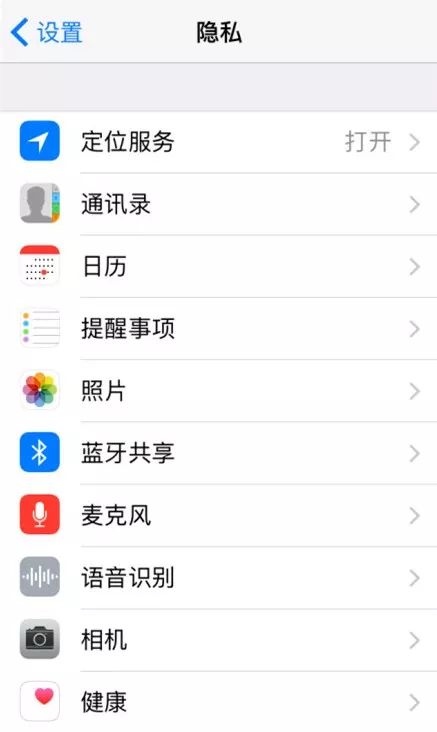 设置 隐私
定位服务 打开
通讯录
日历
提醒事项
照片
蓝牙共享
麦克风
语音识别
相机
健康